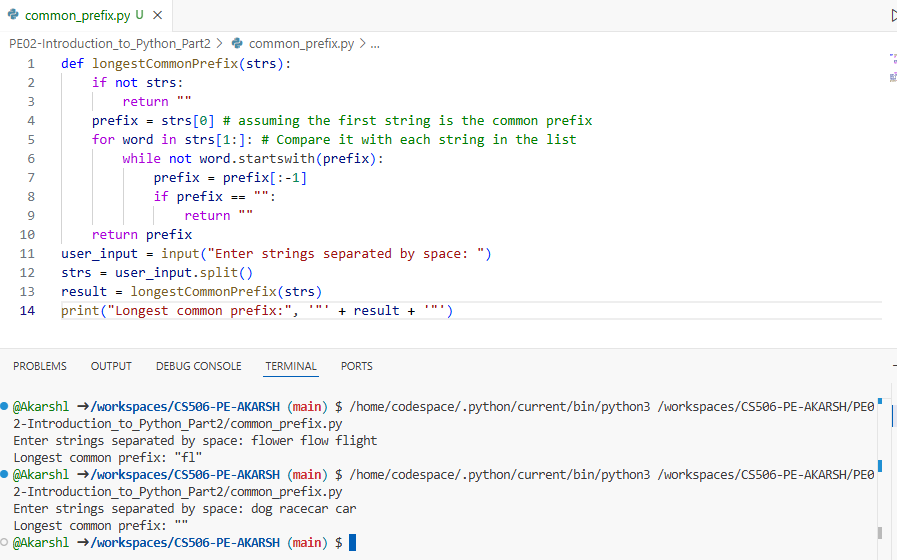 common_prefix.py U ×
PE02-Introduction_to_Python_Part2 > common_prefix.py > ...
1 def longestCommonPrefix(strs):
2     if not strs:
3         return ""
4     prefix = strs[0] # assuming the first string is the common prefix
5     for word in strs[1:]: # Compare it with each string in the list
6         while not word.startswith(prefix):
7             prefix = prefix[:-1]
8             if prefix == "":
9                 return ""
10     return prefix
11 user_input = input("Enter strings separated by space: ")
12 strs = user_input.split()
13 result = longestCommonPrefix(strs)
14 print("Longest common prefix:", '"' + result + '"')
PROBLEMS OUTPUT DEBUG CONSOLE TERMINAL PORTS
@Akarshl →/workspaces/CS506-PE-AKARSH (main) $ /home/codespace/.python/current/bin/python3 /workspaces/CS506-PE-AKARSH/PE0
2-Introduction_to_Python_Part2/common_prefix.py
Enter strings separated by space: flower flow flight
Longest common prefix: "fl"
@Akarshl →/workspaces/CS506-PE-AKARSH (main) $ /home/codespace/.python/current/bin/python3 /workspaces/CS506-PE-AKARSH/PE0
2-Introduction_to_Python_Part2/common_prefix.py
Enter strings separated by space: dog racecar car
Longest common prefix: ""
@Akarshl →/workspaces/CS506-PE-AKARSH (main) $